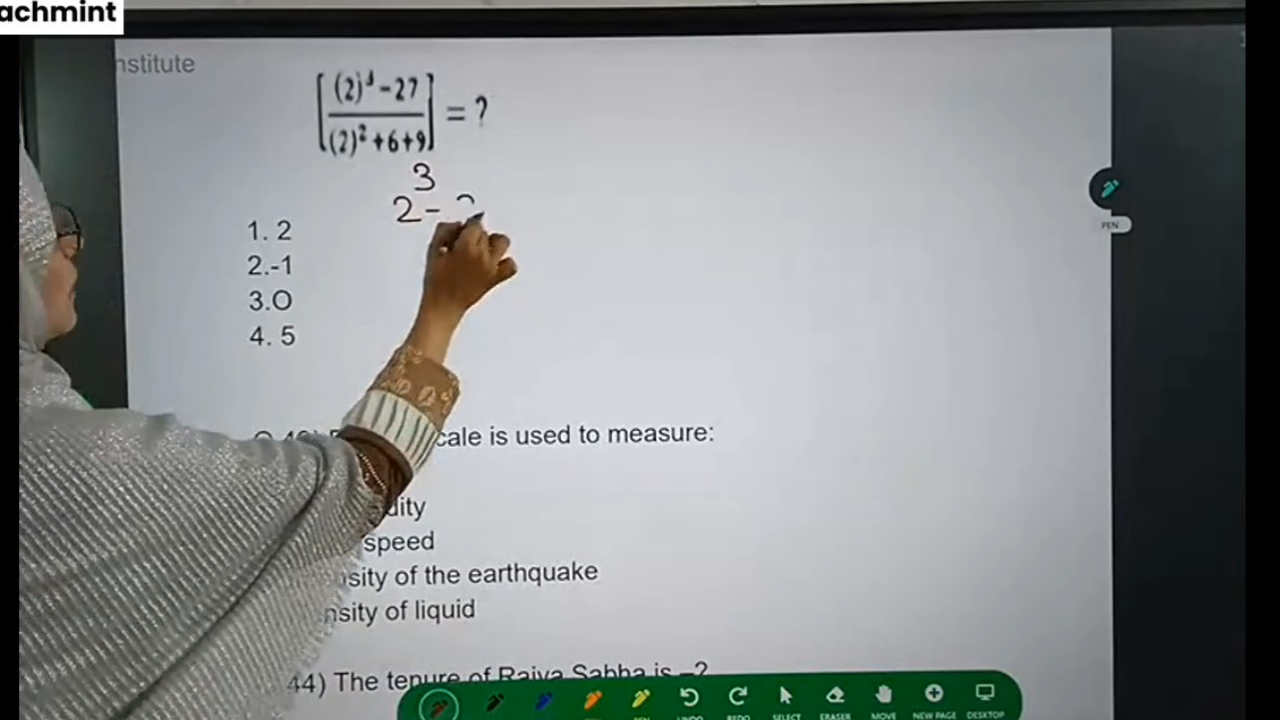 achmint
nstitute
[(2)³-27 / (2)²+6+9] = ?
3
2 -
1. 2
2.-1
3.O
4. 5
cale is used to measure:
dity
speed
sity of the earthquake
nsity of liquid
44) The tenure of Rajya Sabha is –?
PEN
UNDO REDO SELECT ERASER MOVE NEW PAGE DESKTOP